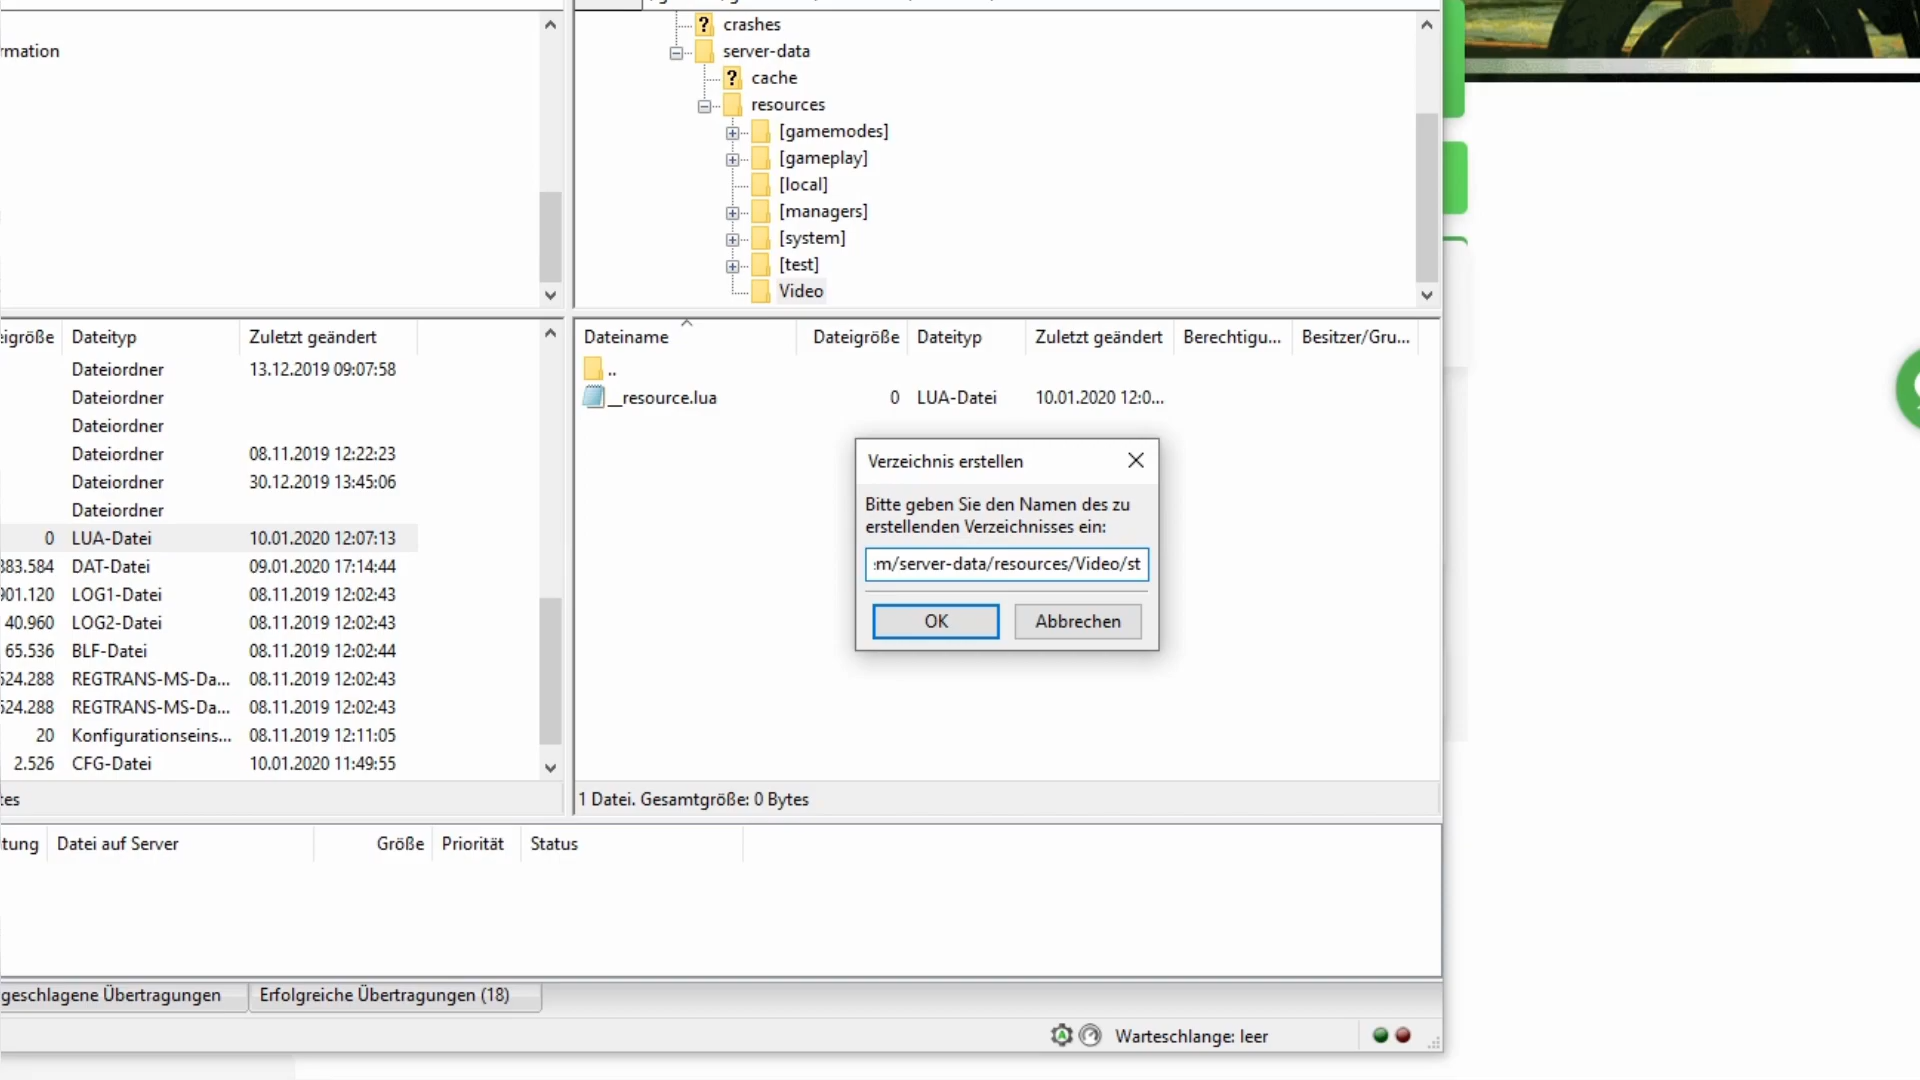 crashes
rmation
server-data
cache
resources
[gamemodes]
[gameplay]
[local]
[managers]
[system]
[test]
Video
eigröße Dateityp Zuletzt geändert
Dateiordner 13.12.2019 09:07:58
Dateiordner
Dateiordner
Dateiordner 08.11.2019 12:22:23
Dateiordner 30.12.2019 13:45:06
Dateiordner
0 LUA-Datei 10.01.2020 12:07:13
383.584 DAT-Datei 09.01.2020 17:14:44
901.120 LOG1-Datei 08.11.2019 12:02:43
40.960 LOG2-Datei 08.11.2019 12:02:43
65.536 BLF-Datei 08.11.2019 12:02:44
524.288 REGTRANS-MS-Da... 08.11.2019 12:02:43
524.288 REGTRANS-MS-Da... 08.11.2019 12:02:43
20 Konfigurationseins... 08.11.2019 12:11:05
2.526 CFG-Datei 10.01.2020 11:49:55
tes
Dateiname Dateigröße Dateityp Zuletzt geändert Berechtigu... Besitzer/Gru...
..
__resource.lua 0 LUA-Datei 10.01.2020 12:0...
Verzeichnis erstellen
Bitte geben Sie den Namen des zu
erstellenden Verzeichnisses ein:
em/server-data/resources/Video/st
OK Abbrechen
1 Datei. Gesamtgröße: 0 Bytes
tung Datei auf Server Größe Priorität Status
geschlagene Übertragungen Erfolgreiche Übertragungen (18)
Warteschlange: leer